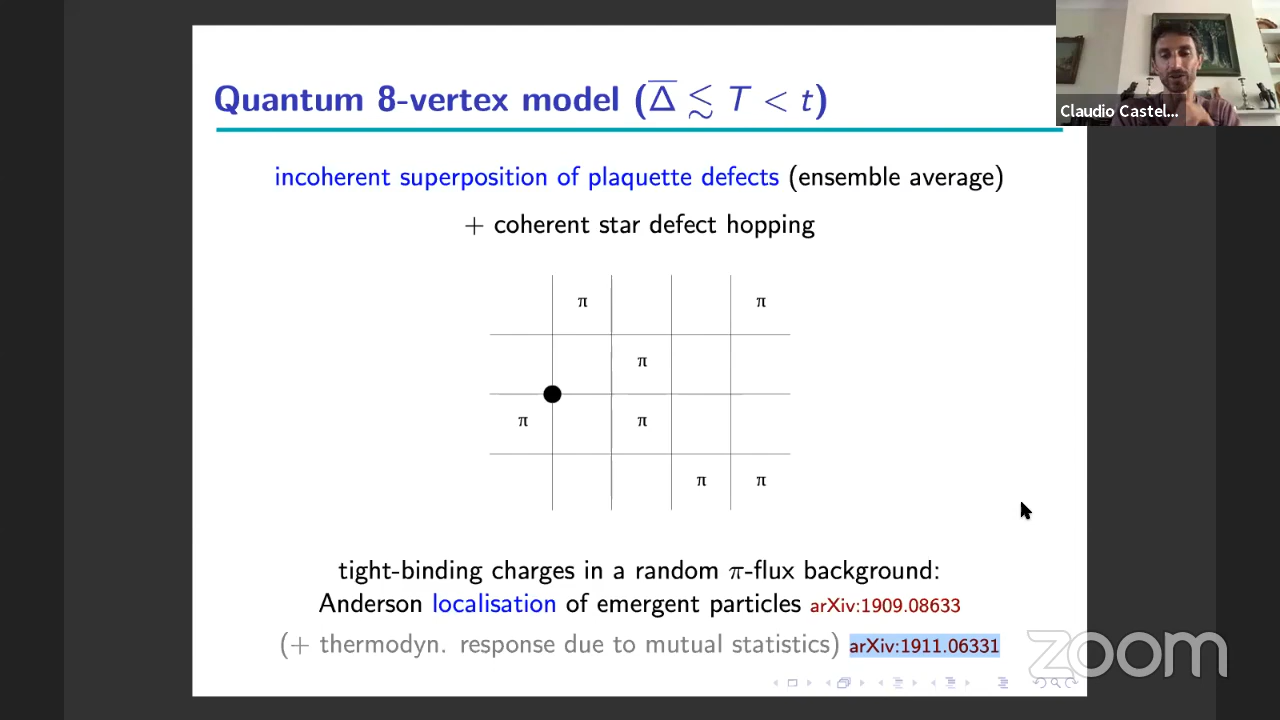 Quantum 8-vertex model (Δ̅ ≲ T < t)
Claudio Castel...
incoherent superposition of plaquette defects (ensemble average)
+ coherent star defect hopping
π π
π
π π
π π
tight-binding charges in a random π-flux background:
Anderson localisation of emergent particles arXiv:1909.08633
(+ thermodyn. response due to mutual statistics) arXiv:1911.06331
zoom